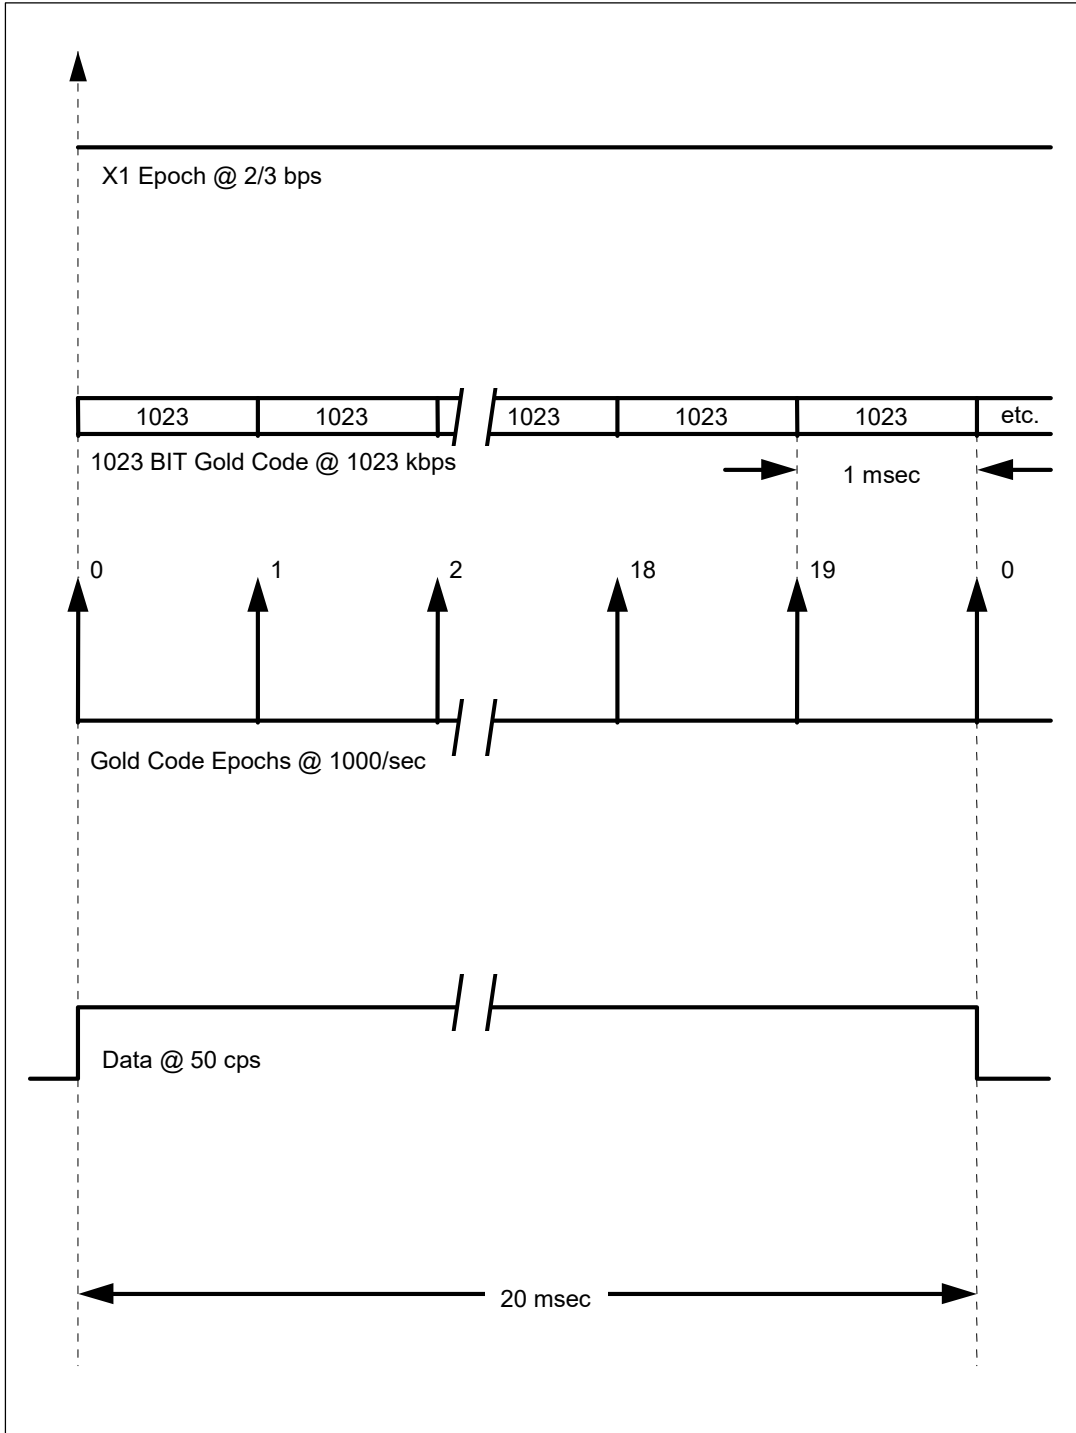 X1 Epoch @ 2/3 bps
1023 1023 1023 1023 1023 etc.
1023 BIT Gold Code @ 1023 kbps
1 msec
0 1 2 18 19 0
Gold Code Epochs @ 1000/sec
Data @ 50 cps
20 msec